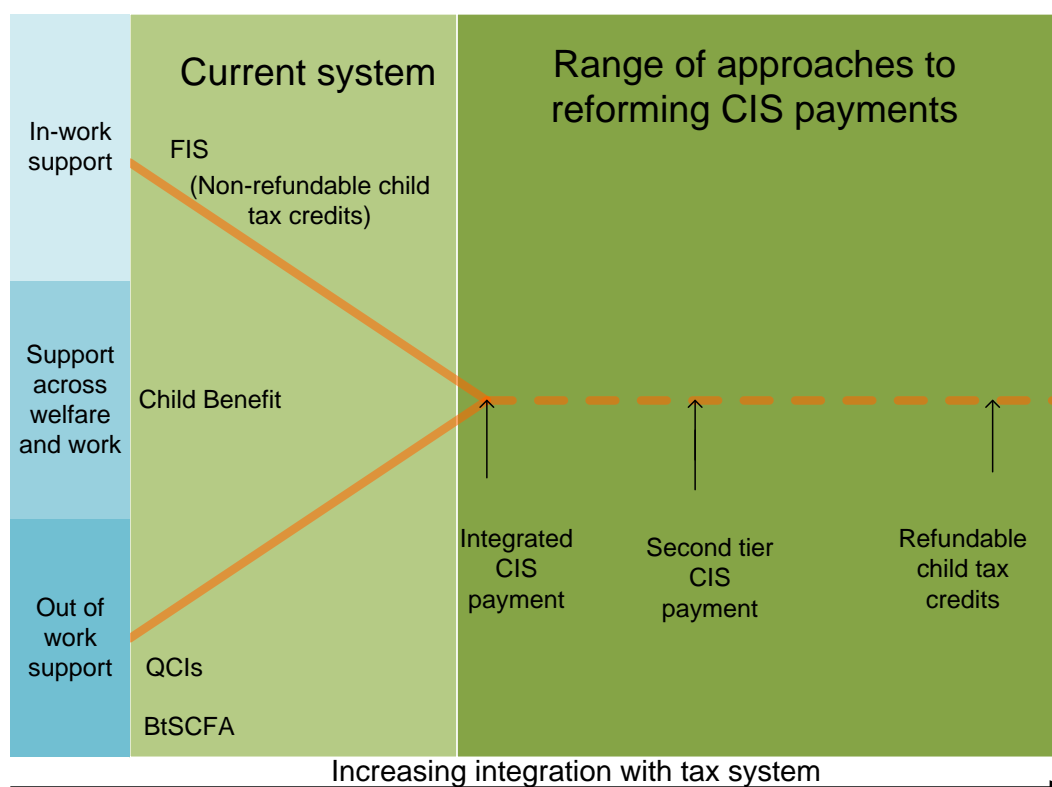 Current system
Range of approaches to
reforming CIS payments
In-work
support
FIS
(Non-refundable child
tax credits)
Support
across
welfare
and work
Child Benefit
Integrated
CIS
payment
Second tier
CIS
payment
Refundable
child tax
credits
Out of
work
support
QCIs
BtSCFA
Increasing integration with tax system